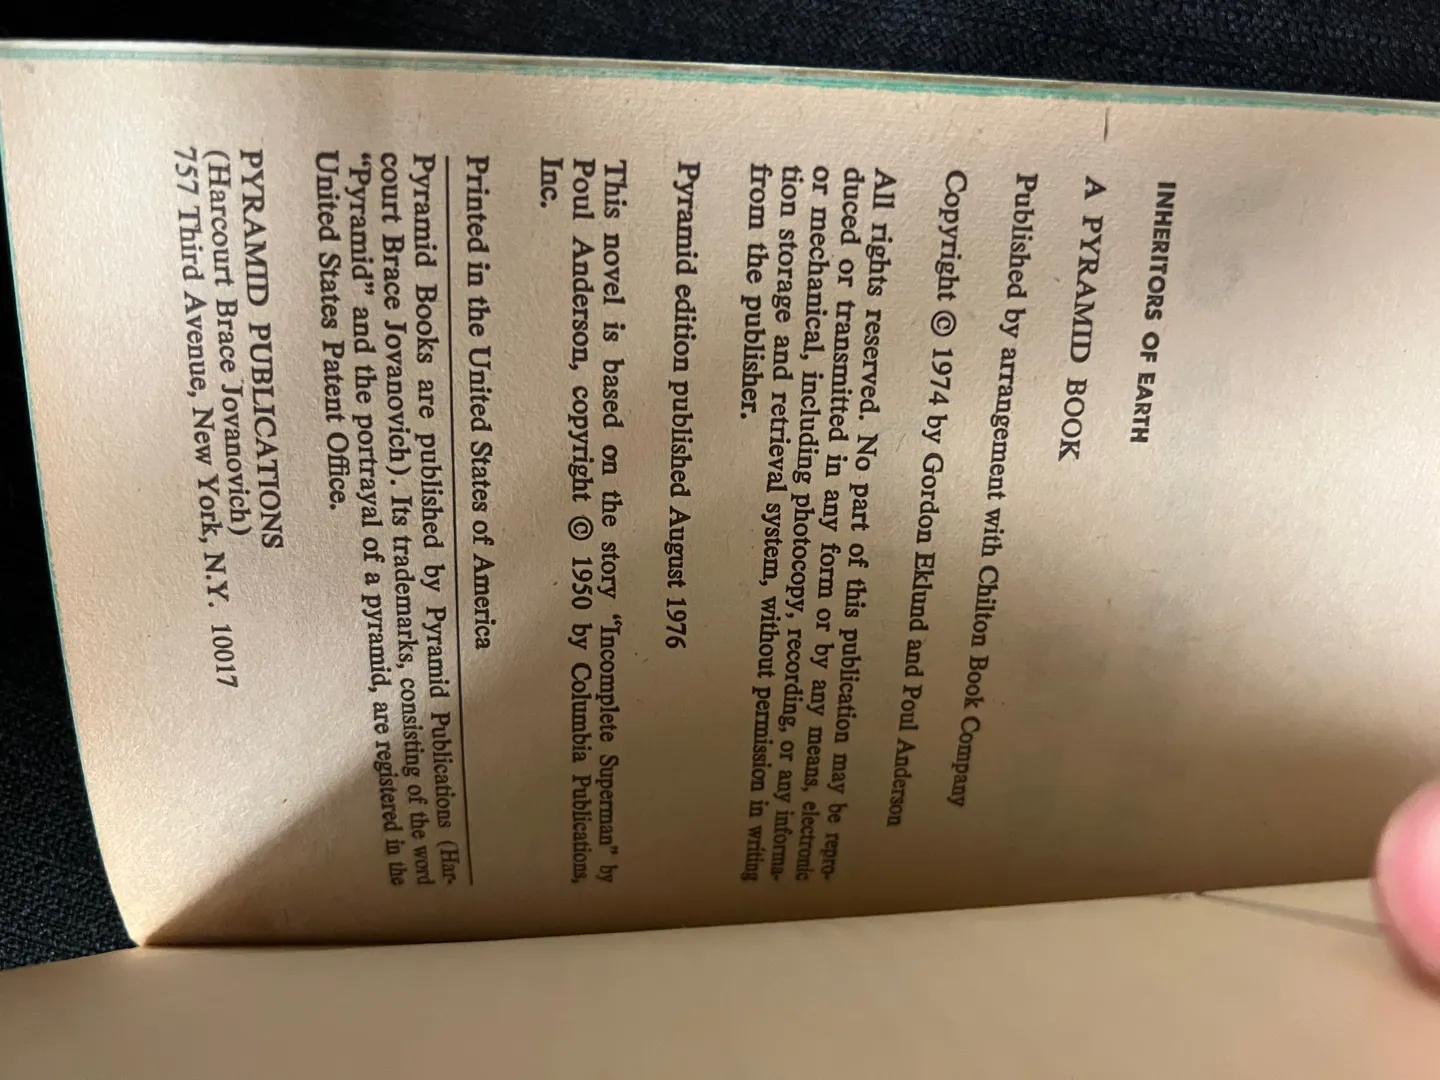 INHERITORS OF EARTH
A PYRAMID BOOK
Published by arrangement with Chilton Book Company
Copyright © 1974 by Gordon Eklund and Poul Anderson
All rights reserved. No part of this publication may be repro-
duced or transmitted in any form or by any means, electronic
or mechanical, including photocopy, recording, or any informa-
tion storage and retrieval system, without permission in writing
from the publisher.
Pyramid edition published August 1976
This novel is based on the story “Incomplete Superman” by
Poul Anderson, copyright © 1950 by Columbia Publications,
Inc.
Printed in the United States of America
Pyramid Books are published by Pyramid Publications (Har-
court Brace Jovanovich). Its trademarks, consisting of the word
“Pyramid” and the portrayal of a pyramid, are registered in the
United States Patent Office.
PYRAMID PUBLICATIONS
(Harcourt Brace Jovanovich)
757 Third Avenue, New York, N.Y. 10017